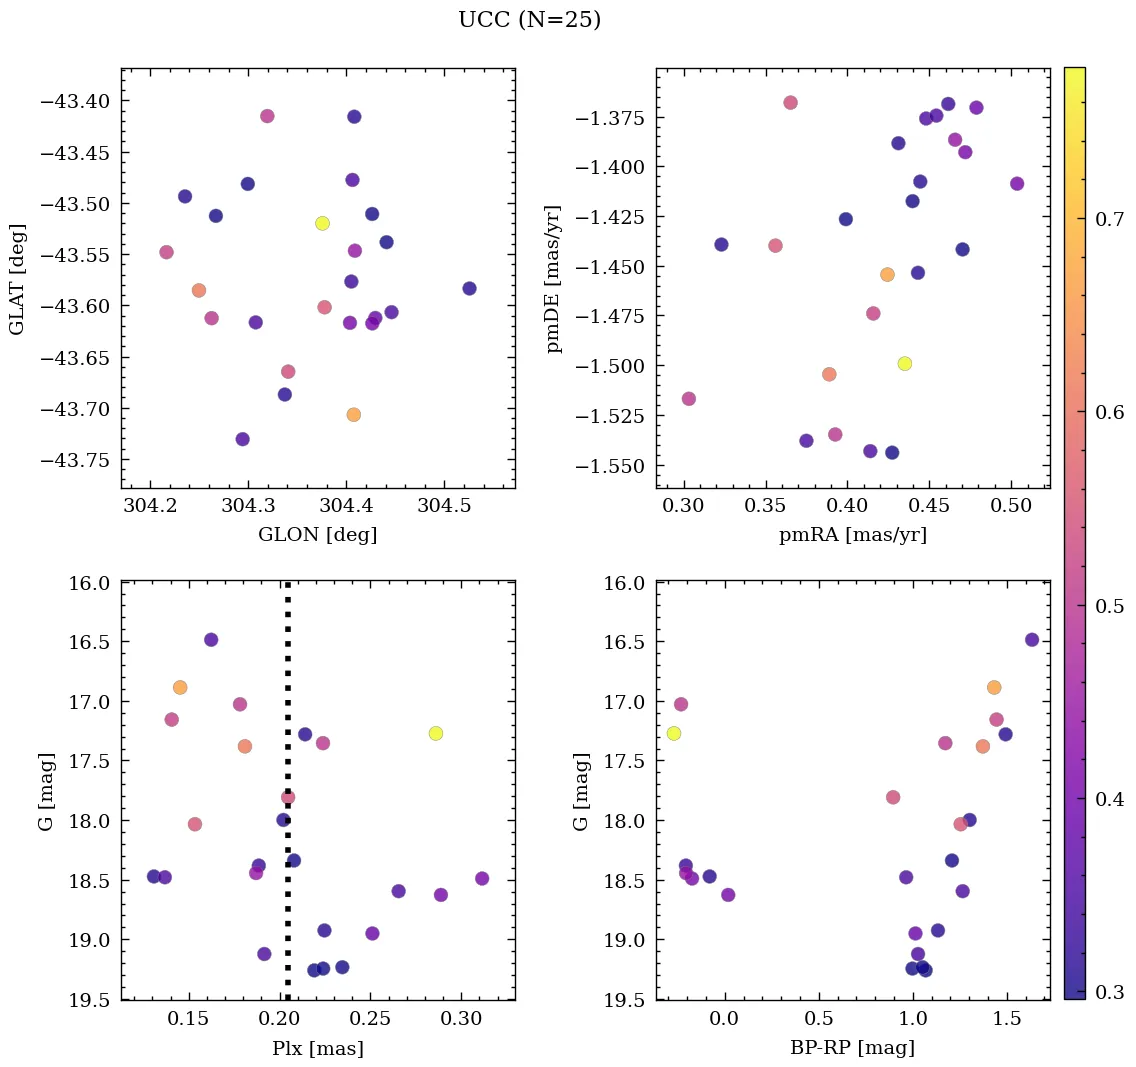 UCC (N=25)
−43.40
−43.45
−43.50
−43.55
−43.60
−43.65
−43.70
−43.75
GLAT [deg]
304.2 304.3 304.4 304.5
GLON [deg]
−1.375
−1.400
−1.425
−1.450
−1.475
−1.500
−1.525
−1.550
pmDE [mas/yr]
0.30 0.35 0.40 0.45 0.50
pmRA [mas/yr]
16.0
16.5
17.0
17.5
18.0
18.5
19.0
19.5
G [mag]
0.15 0.20 0.25 0.30
Plx [mas]
16.0
16.5
17.0
17.5
18.0
18.5
19.0
19.5
G [mag]
0.0 0.5 1.0 1.5
BP-RP [mag]
0.7
0.6
0.5
0.4
0.3